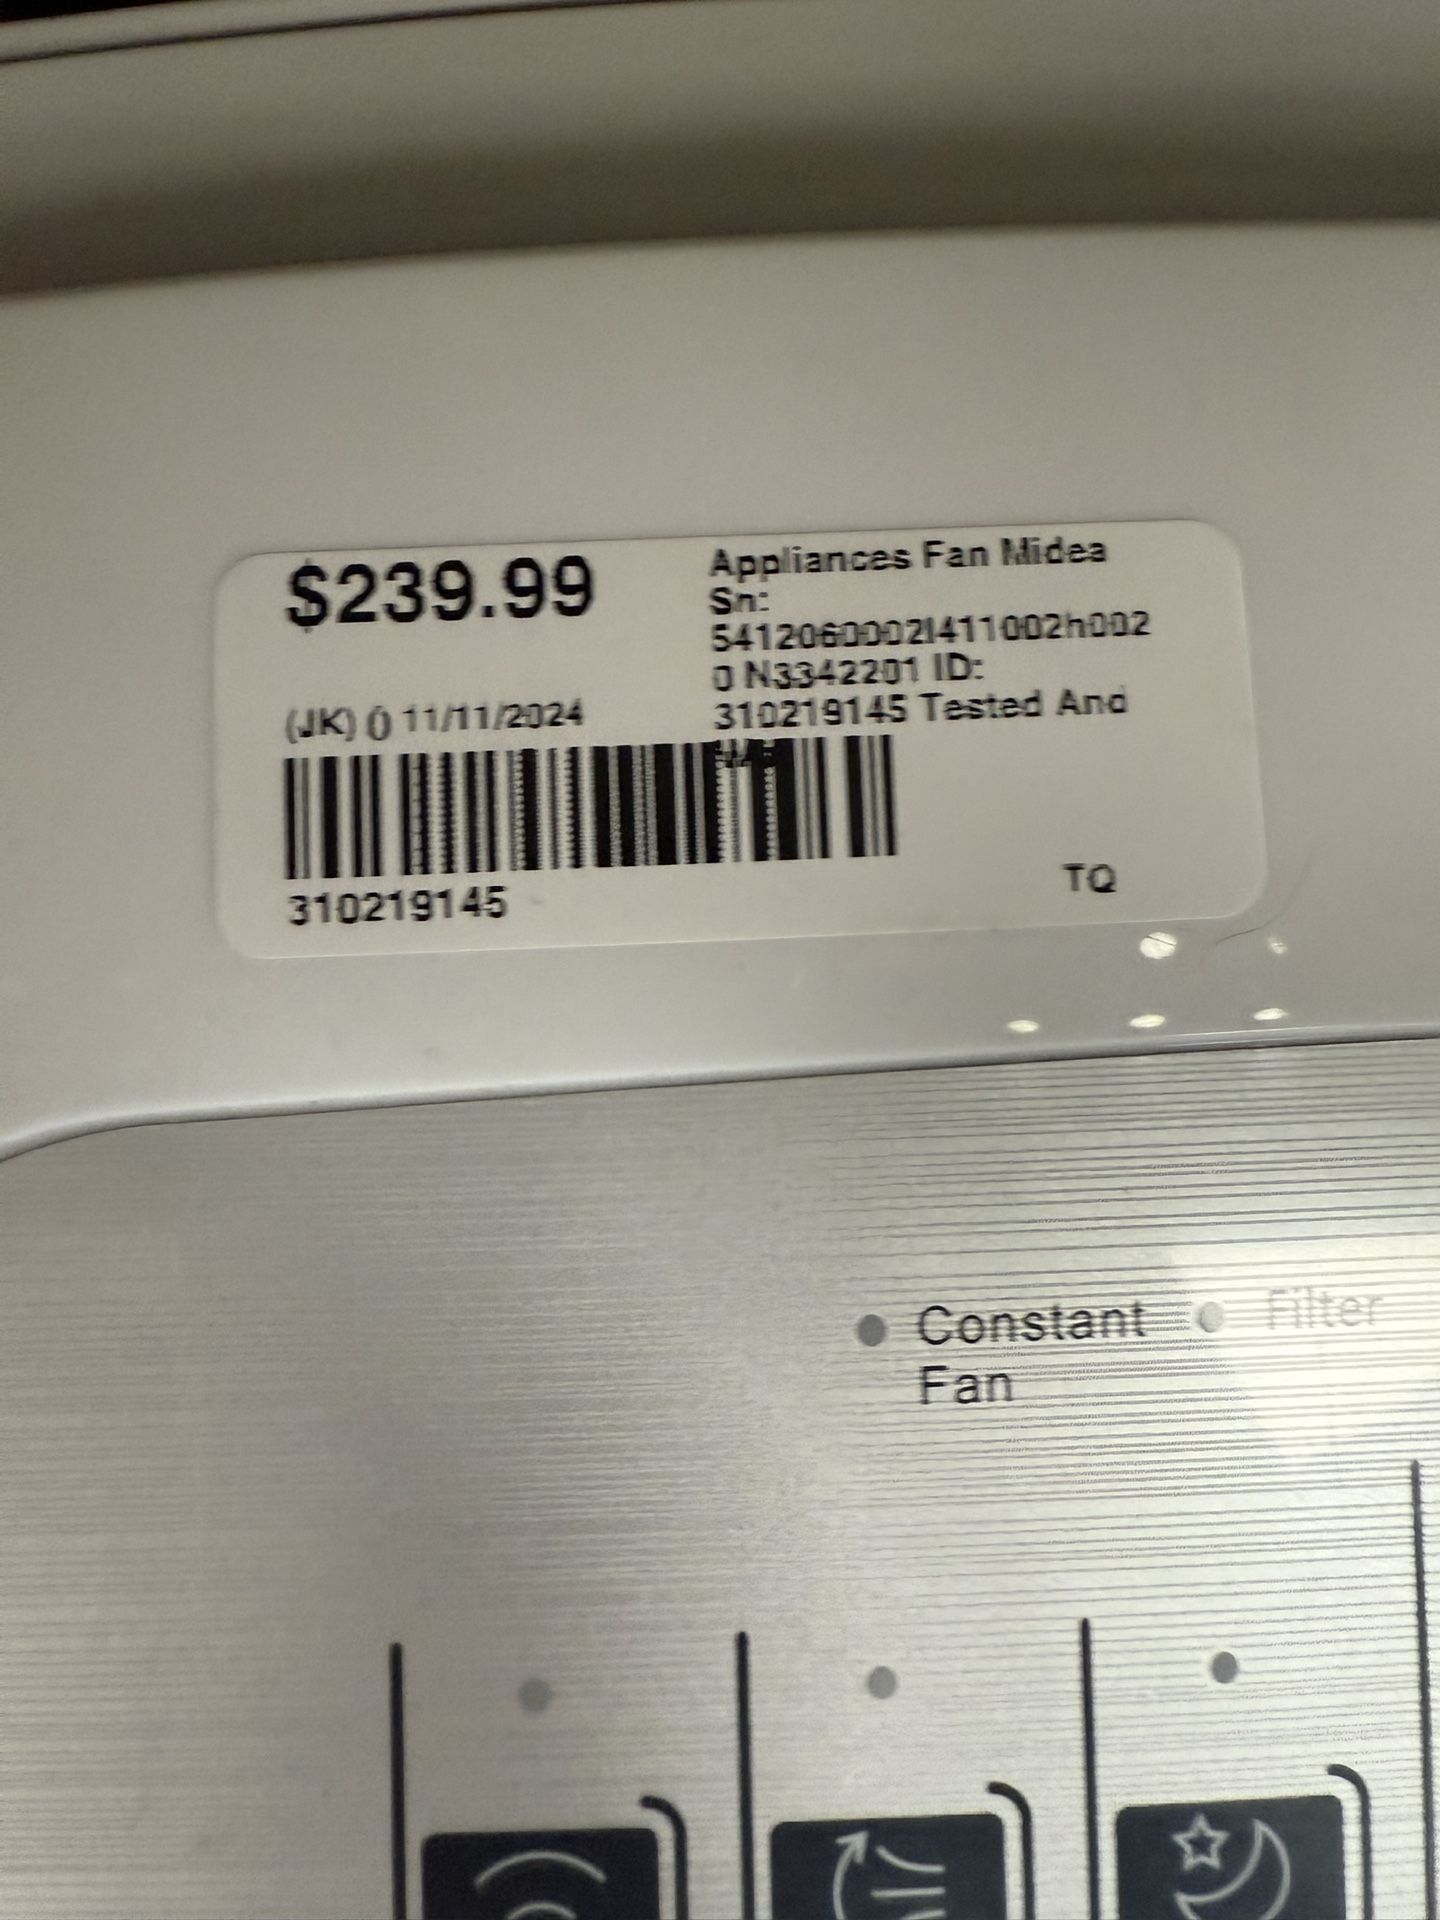 $239.99
Appliances Fan Midea
Sn:
5412060002I411002h002
0 N3342201 ID:
310219145 Tested And
(JK) () 11/11/2024
310219145
TQ
Constant
Fan
Filter